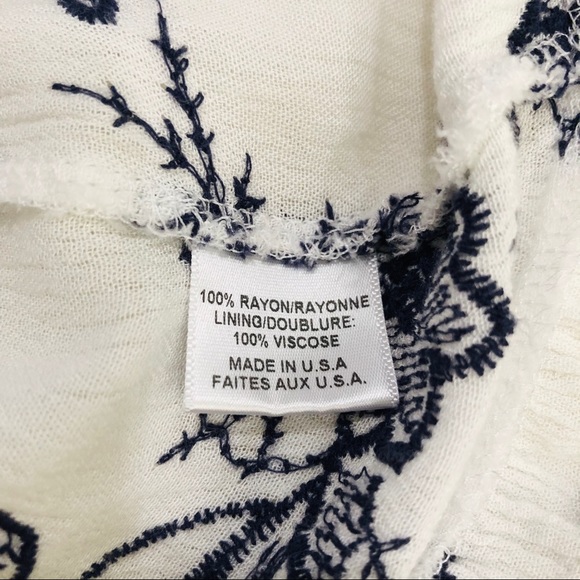 100% RAYON/RAYONNE
LINING/DOUBLURE:
100% VISCOSE
MADE IN U.S.A
FAITES AUX U.S.A.